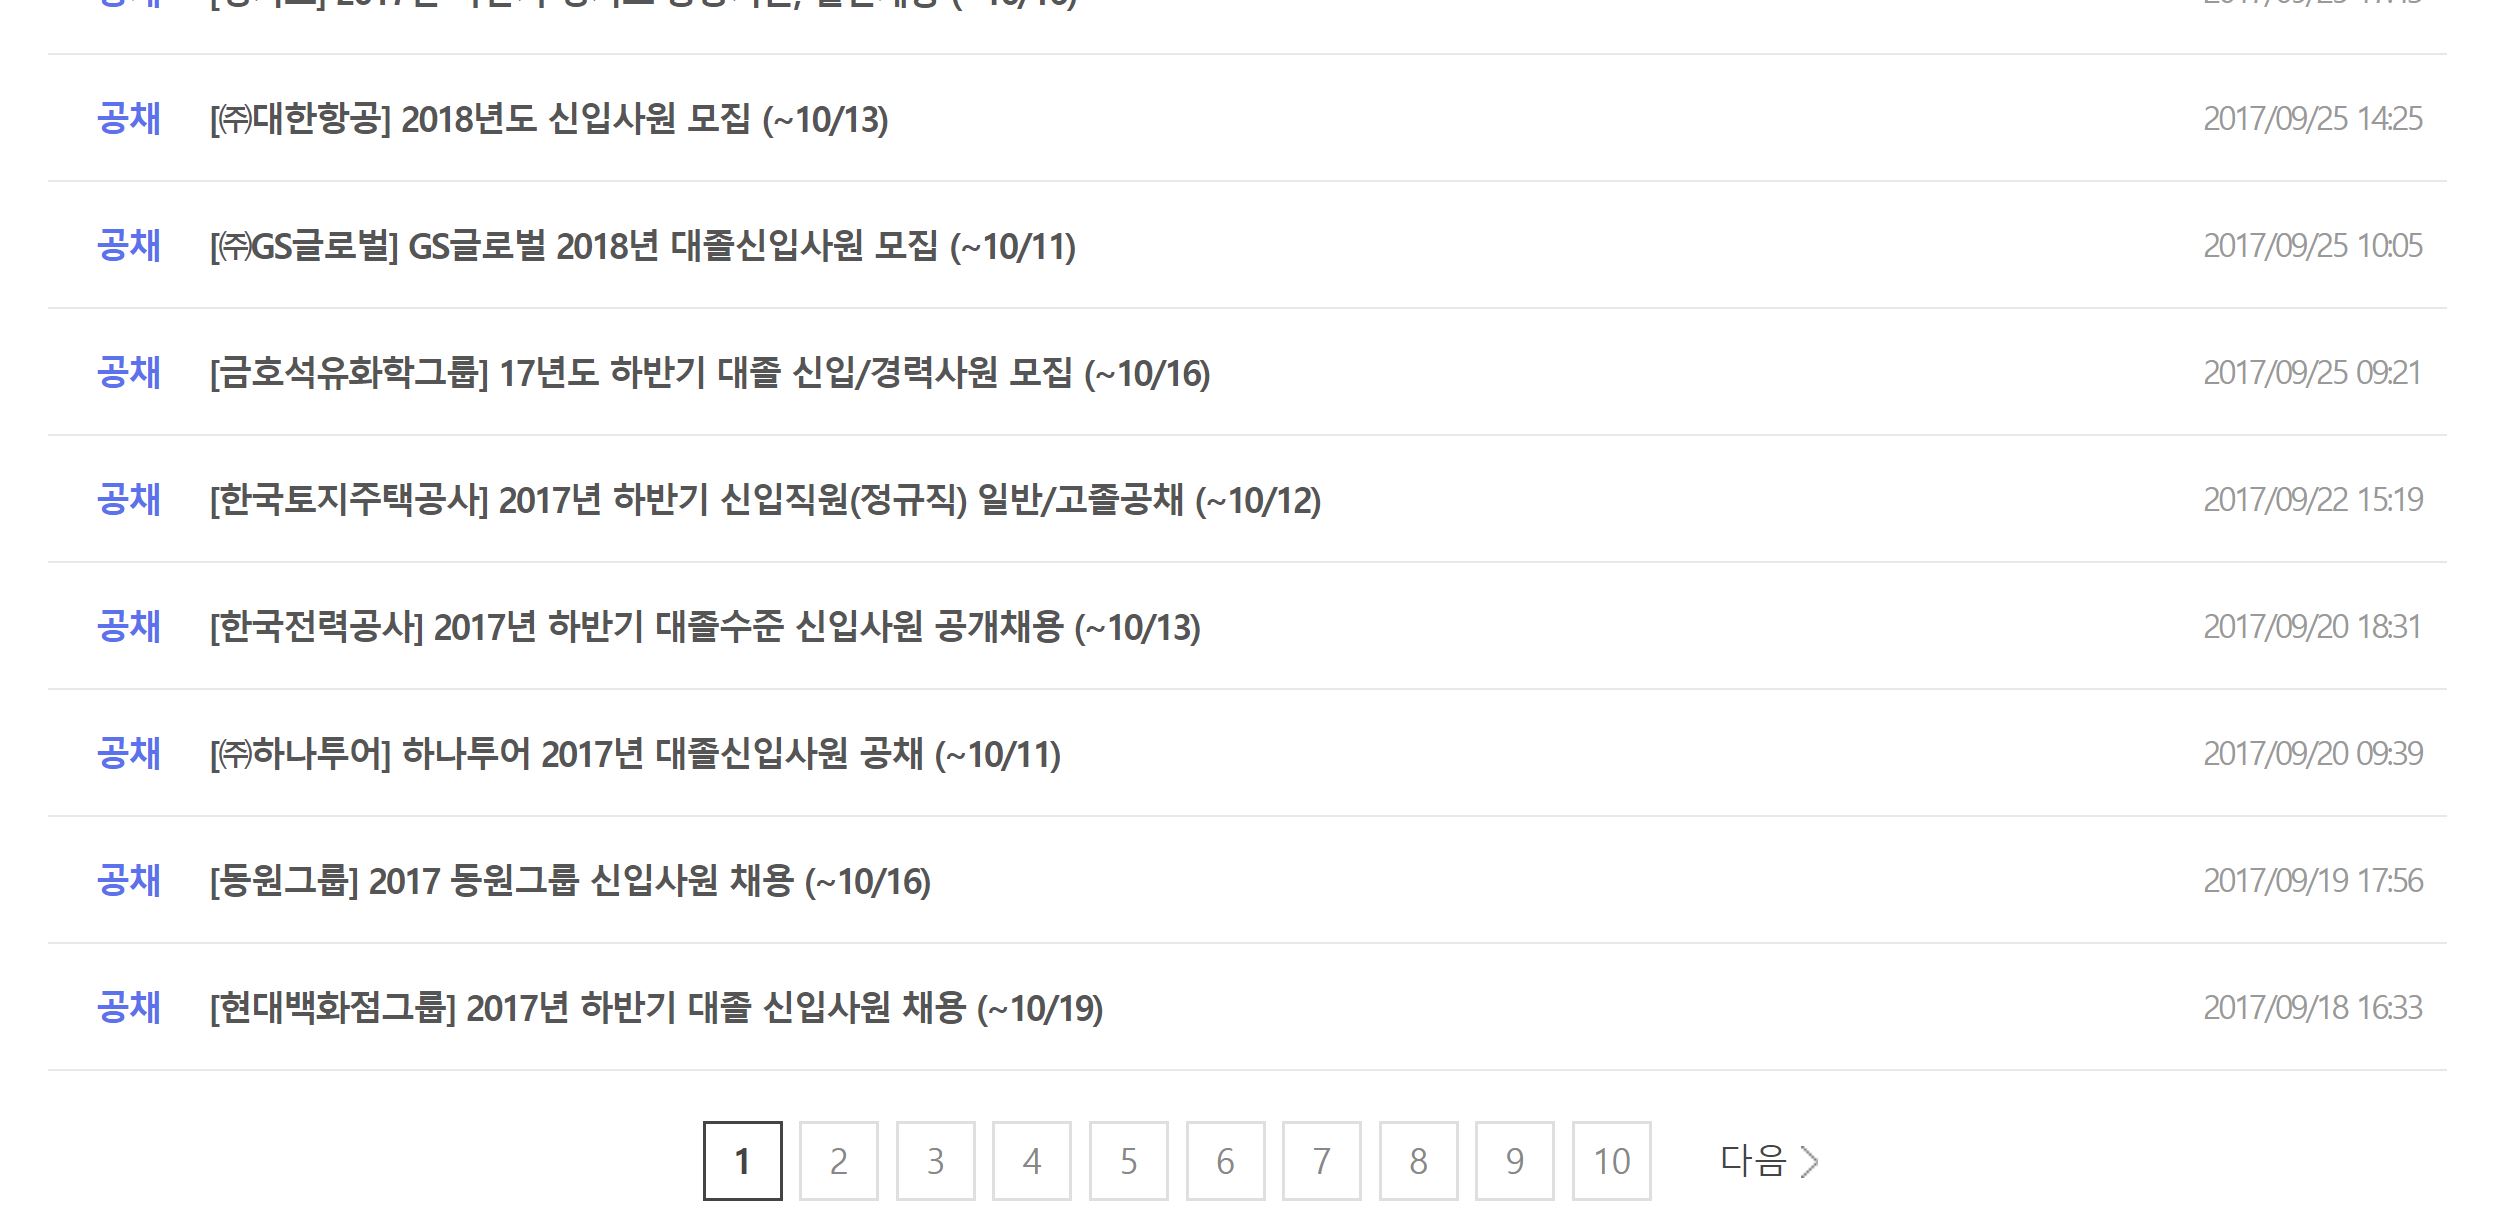 공채 [㈜대한항공] 2018년도 신입사원 모집 (~10/13) 2017/09/25 14:25
공채 [㈜GS글로벌] GS글로벌 2018년 대졸신입사원 모집 (~10/11) 2017/09/25 10:05
공채 [금호석유화학그룹] 17년도 하반기 대졸 신입/경력사원 모집 (~10/16) 2017/09/25 09:21
공채 [한국토지주택공사] 2017년 하반기 신입직원(정규직) 일반/고졸공채 (~10/12) 2017/09/22 15:19
공채 [한국전력공사] 2017년 하반기 대졸수준 신입사원 공개채용 (~10/13) 2017/09/20 18:31
공채 [㈜하나투어] 하나투어 2017년 대졸신입사원 공채 (~10/11) 2017/09/20 09:39
공채 [동원그룹] 2017 동원그룹 신입사원 채용 (~10/16) 2017/09/19 17:56
공채 [현대백화점그룹] 2017년 하반기 대졸 신입사원 채용 (~10/19) 2017/09/18 16:33
1 2 3 4 5 6 7 8 9 10 다음